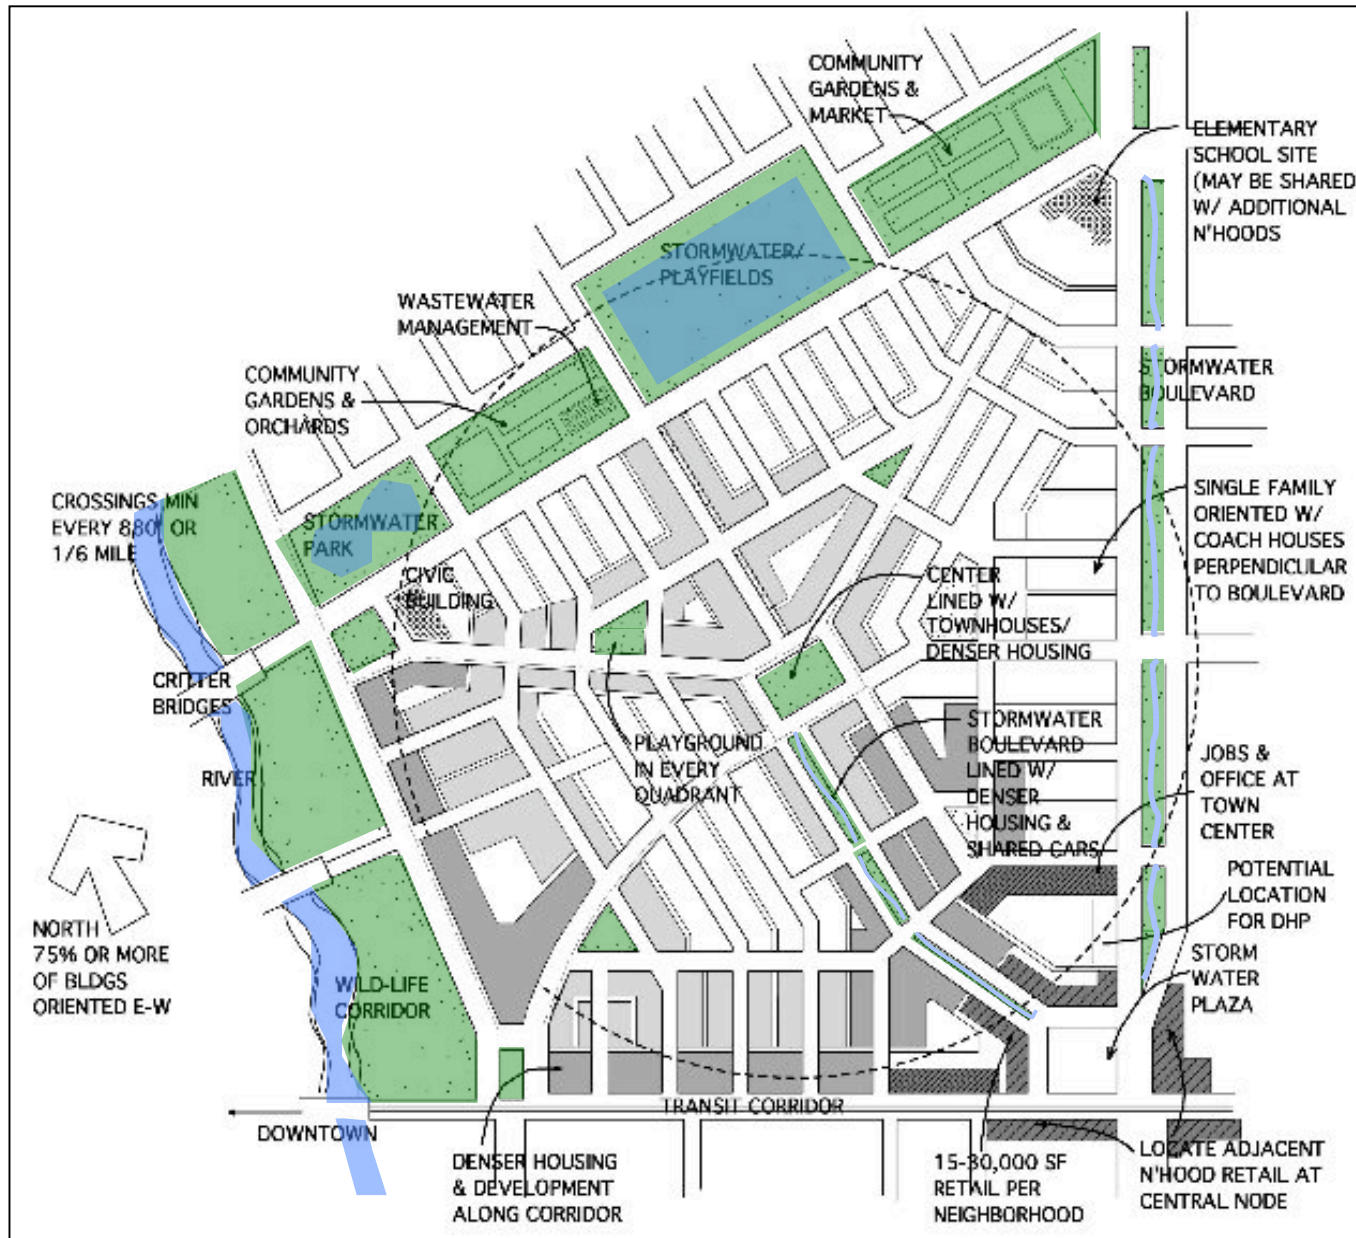 COMMUNITY
GARDENS &
MARKET
ELEMENTARY
SCHOOL SITE
(MAY BE SHARED
W/ ADDITIONAL
N'HOODS
STORMWATER/
PLAYFIELDS
WASTEWATER
MANAGEMENT
COMMUNITY
GARDENS &
ORCHARDS
STORMWATER
BOULEVARD
CROSSINGS MIN
EVERY 880' OR
1/6 MILE
STORMWATER
PARK
SINGLE FAMILY
ORIENTED W/
COACH HOUSES
PERPENDICULAR
TO BOULEVARD
CIVIC
BUILDING
CENTER
LINED W/
TOWNHOUSES/
DENSER HOUSING
CRITTER
BRIDGES
RIVER
PLAYGROUND
IN EVERY
QUADRANT
STORMWATER
BOULEVARD
LINED W/
DENSER
HOUSING &
SHARED CARS
JOBS &
OFFICE AT
TOWN
CENTER
POTENTIAL
LOCATION
FOR DHP
NORTH
75% OR MORE
OF BLDGS
ORIENTED E-W
WILD-LIFE
CORRIDOR
STORM
WATER
PLAZA
TRANSIT CORRIDOR
DOWNTOWN
DENSER HOUSING
& DEVELOPMENT
ALONG CORRIDOR
15-30,000 SF
RETAIL PER
NEIGHBORHOOD
LOCATE ADJACENT
N'HOOD RETAIL AT
CENTRAL NODE